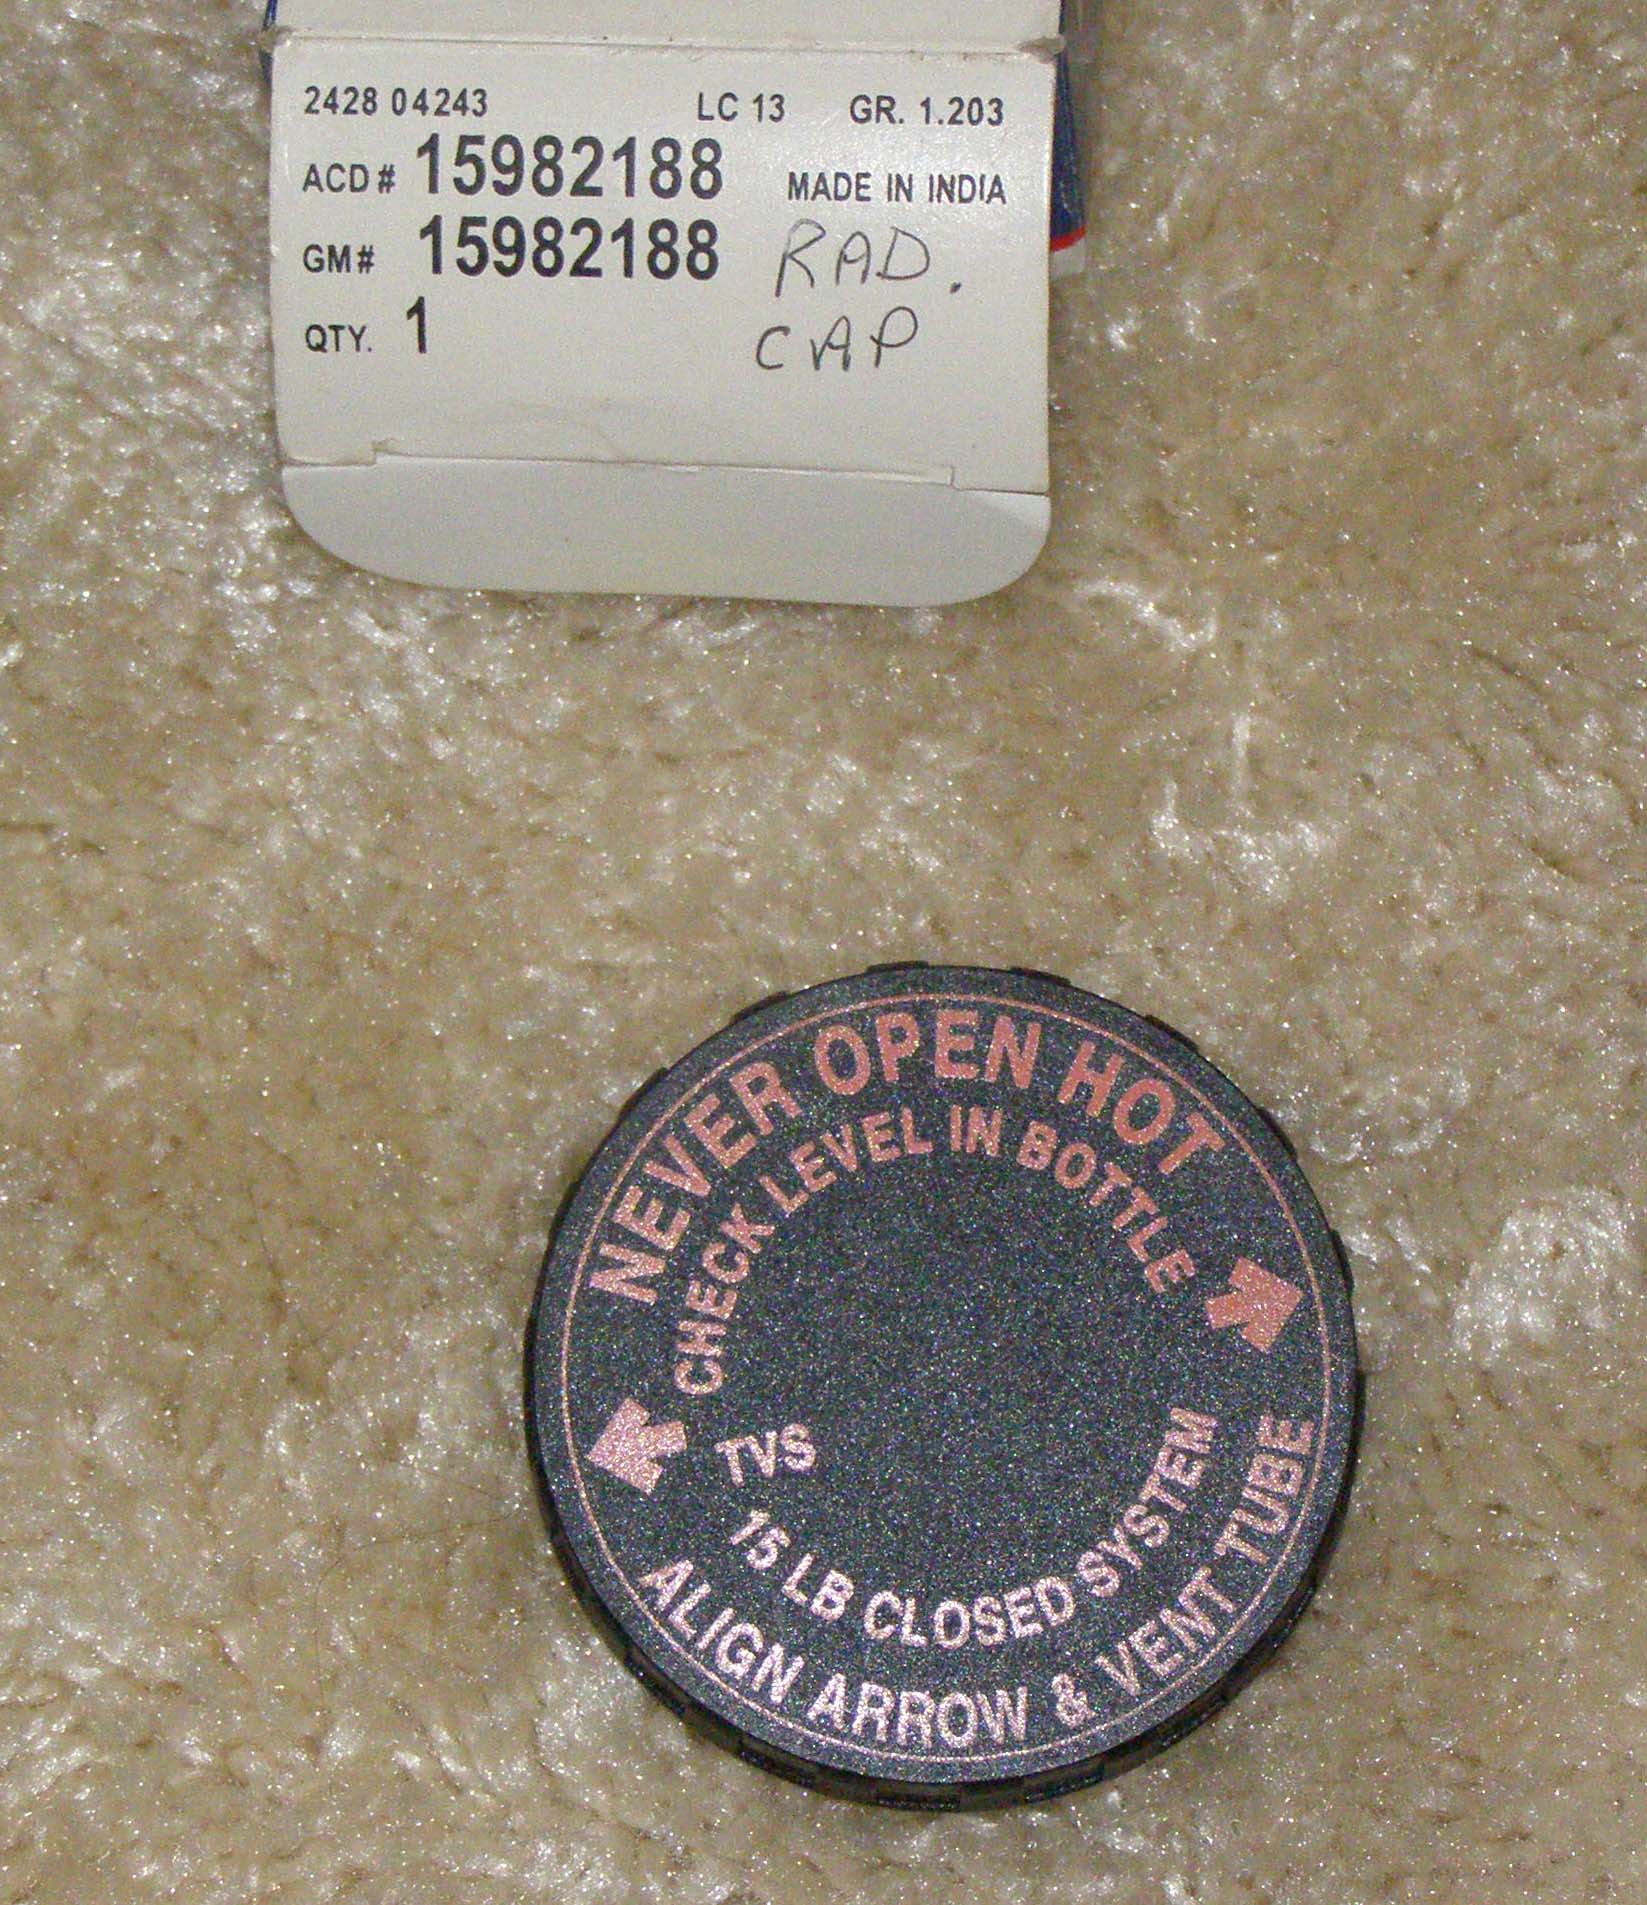 2428 04243 LC 13 GR. 1.203
ACD# 15982188 MADE IN INDIA
GM# 15982188 RAD.
QTY. 1 CAP
NEVER OPEN HOT
CHECK LEVEL IN BOTTLE
TVS
15 LB CLOSED SYSTEM
ALIGN ARROW & VENT TUBE